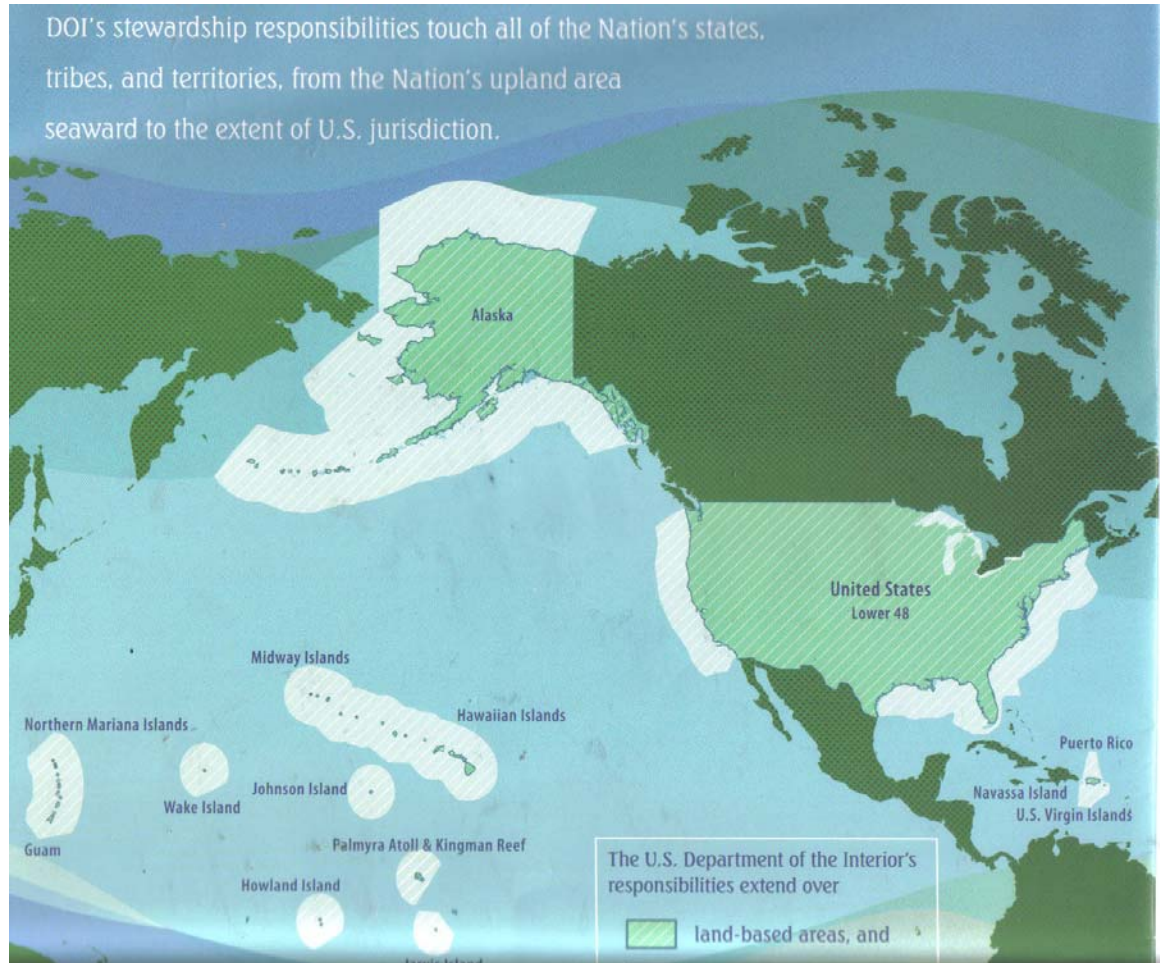 DOI's stewardship responsibilities touch all of the Nation's states,
tribes, and territories, from the Nation's upland area
seaward to the extent of U.S. jurisdiction.
Alaska
United States
Lower 48
Midway Islands
Hawaiian Islands
Northern Mariana Islands
Wake Island
Johnson Island
Guam
Palmyra Atoll & Kingman Reef
Howland Island
Puerto Rico
Navassa Island
U.S. Virgin Islands
The U.S. Department of the Interior's
responsibilities extend over
land-based areas, and